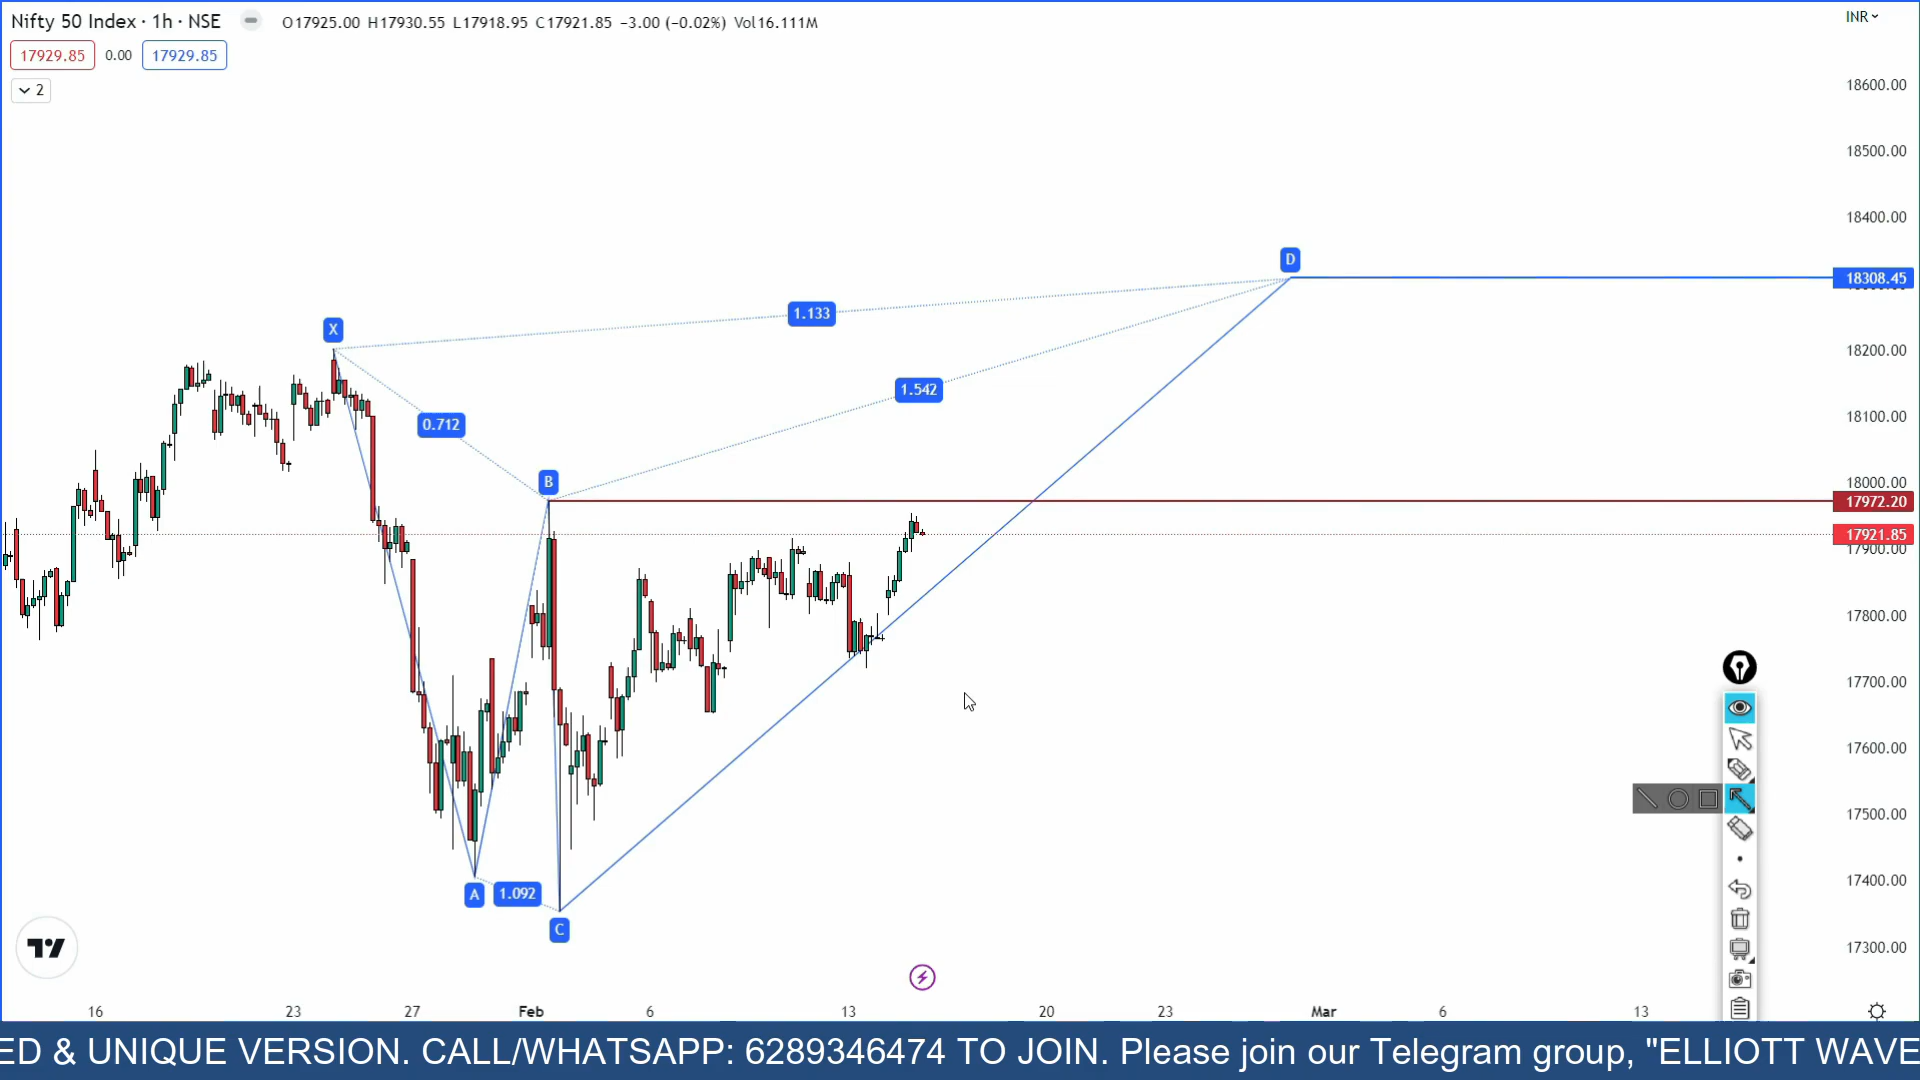 Nifty 50 Index · 1h · NSE
O17925.00 H17930.55 L17918.95 C17921.85 −3.00 (−0.02%) Vol16.111M
INR
17929.85 0.00 17929.85
2
18600.00
18500.00
18400.00
D
18308.45
1.133
X
18200.00
1.542
18100.00
0.712
B
18000.00
17972.20
17921.85
17900.00
17800.00
17700.00
17600.00
17500.00
17400.00
A 1.092
C
17300.00
16 23 27 Feb 6 13 20 23 Mar 6 13
ED & UNIQUE VERSION. CALL/WHATSAPP: 6289346474 TO JOIN. Please join our Telegram group, "ELLIOTT WAVE